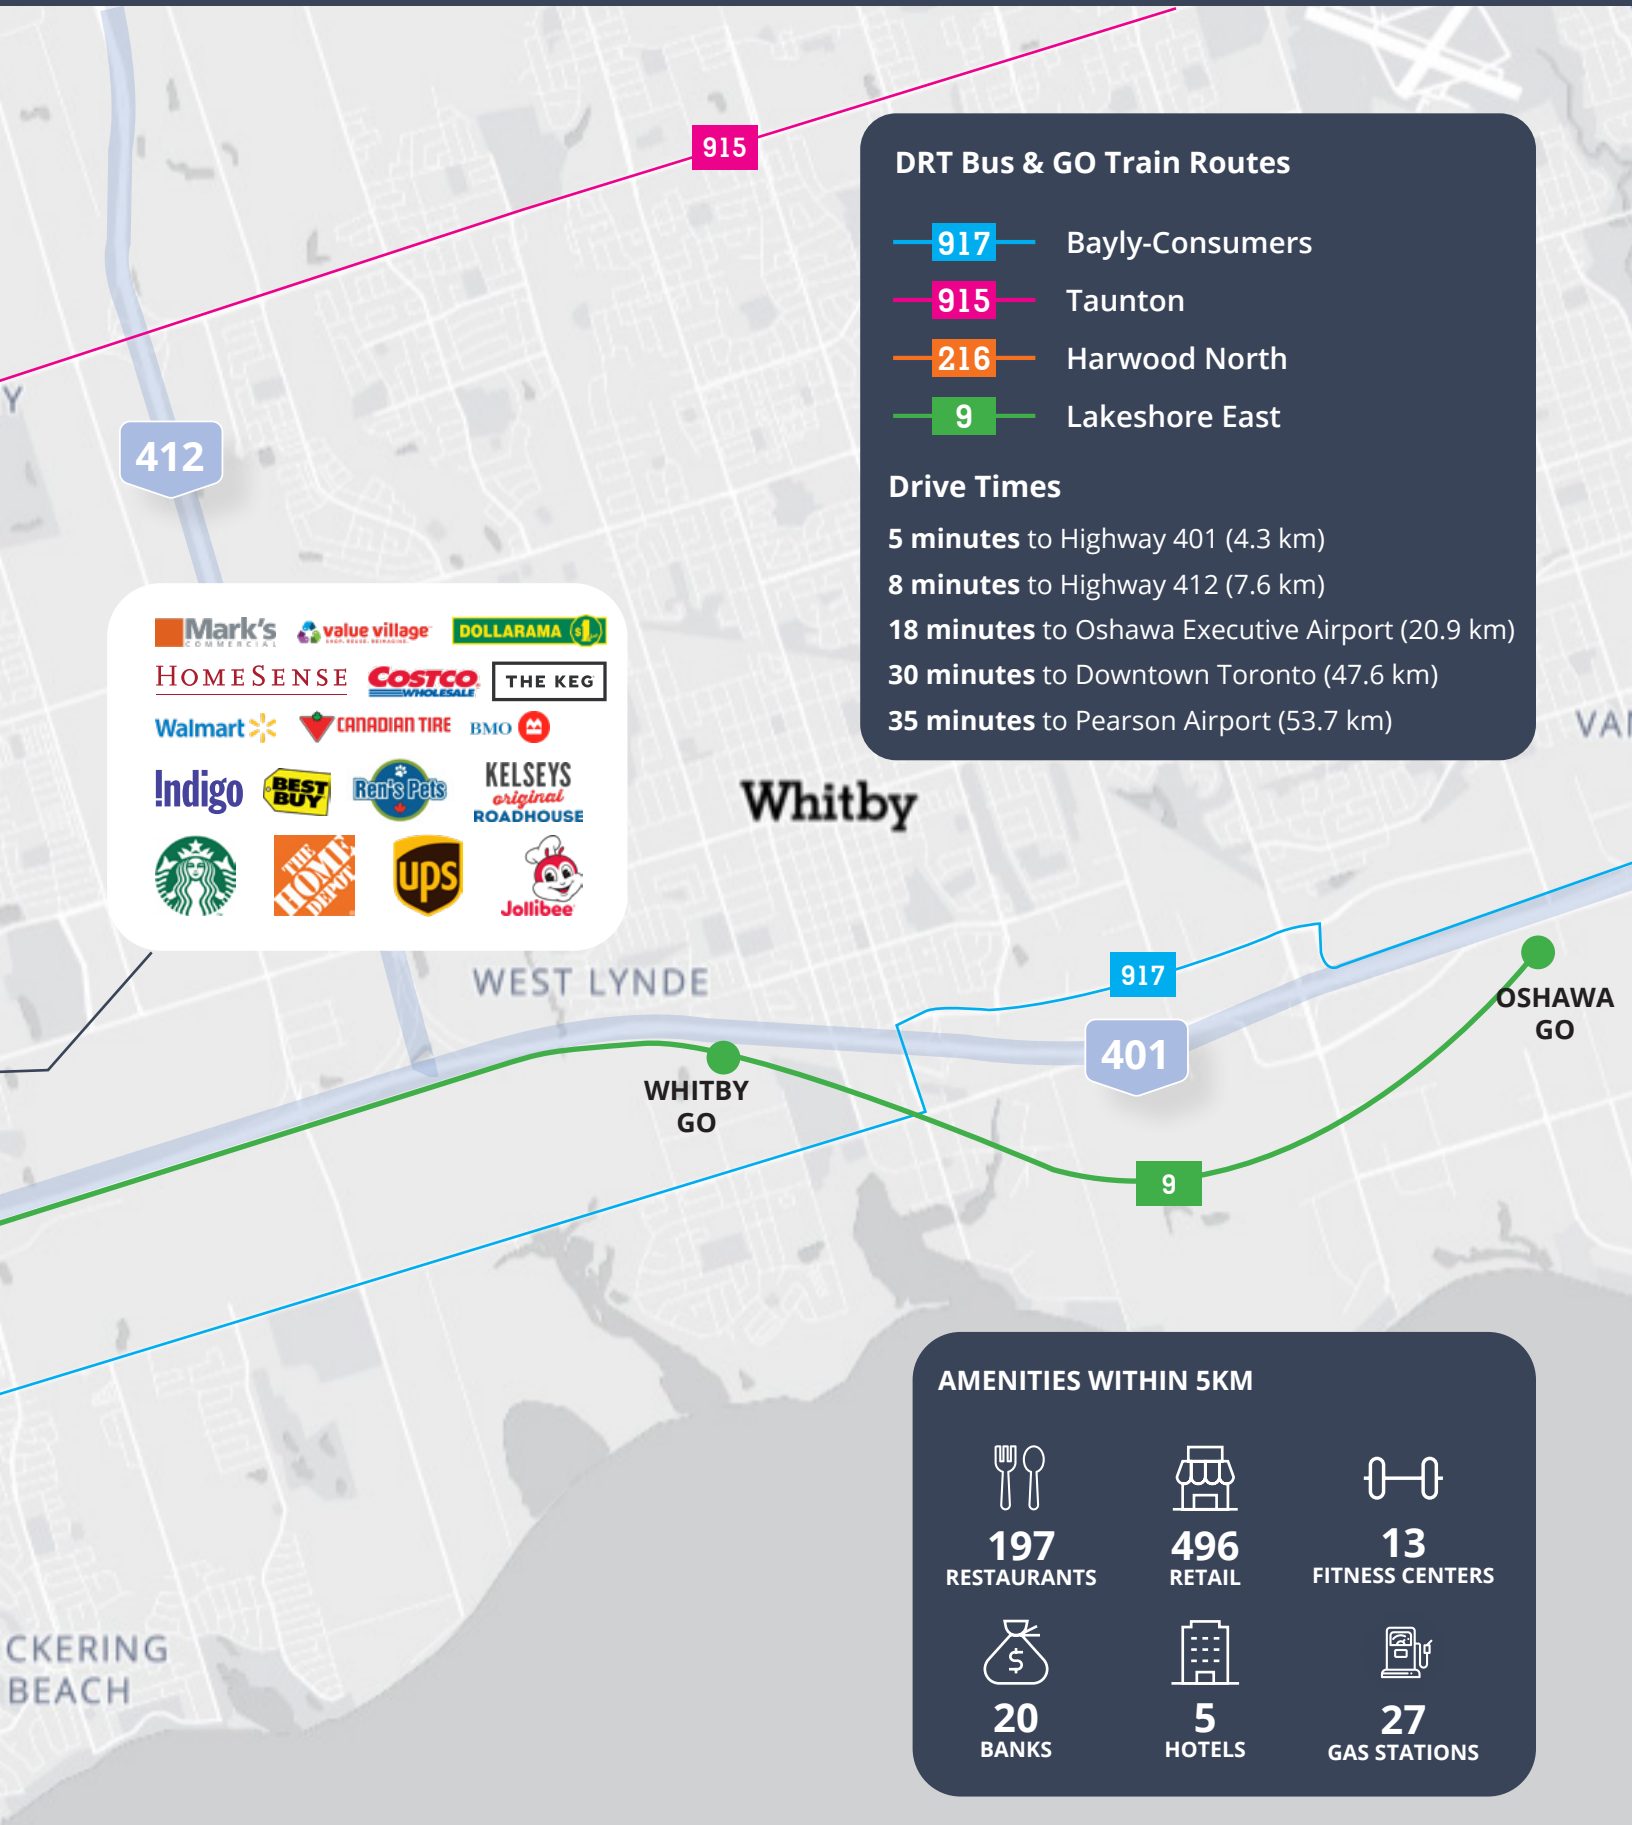 915
DRT Bus & GO Train Routes
917 Bayly-Consumers
915 Taunton
216 Harwood North
9 Lakeshore East
Drive Times
5 minutes to Highway 401 (4.3 km)
8 minutes to Highway 412 (7.6 km)
18 minutes to Oshawa Executive Airport (20.9 km)
30 minutes to Downtown Toronto (47.6 km)
35 minutes to Pearson Airport (53.7 km)
Y
412
Mark's value village DOLLARAMA $1
COMMERCIAL SHOP. REUSE. REIMAGINE.
HOMESENSE COSTCO WHOLESALE THE KEG
Walmart CANADIAN TIRE BMO
Indigo BEST BUY Ren's Pets KELSEYS original ROADHOUSE
THE HOME DEPOT ups Jollibee
VAN
Whitby
WEST LYNDE
917
401
OSHAWA
GO
WHITBY
GO
9
CKERING
BEACH
AMENITIES WITHIN 5KM
197 496 13
RESTAURANTS RETAIL FITNESS CENTERS
$
20 5 27
BANKS HOTELS GAS STATIONS